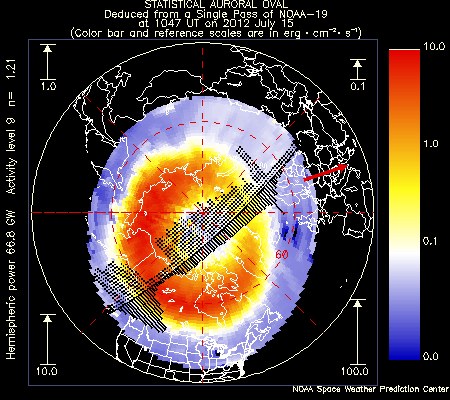 STATISTICAL AURORAL OVAL
Deduced from a Single Pass of NOAA-19
at 1047 UT on 2012 July 15
(Color bar and reference scales are in erg · cm⁻² · s⁻¹)
Hemispheric power 66.8 GW Activity level 9 n= 1.21
1.0
0.1
10.0
100.0
60
10.0
1.0
0.1
0.0
NOAA Space Weather Prediction Center